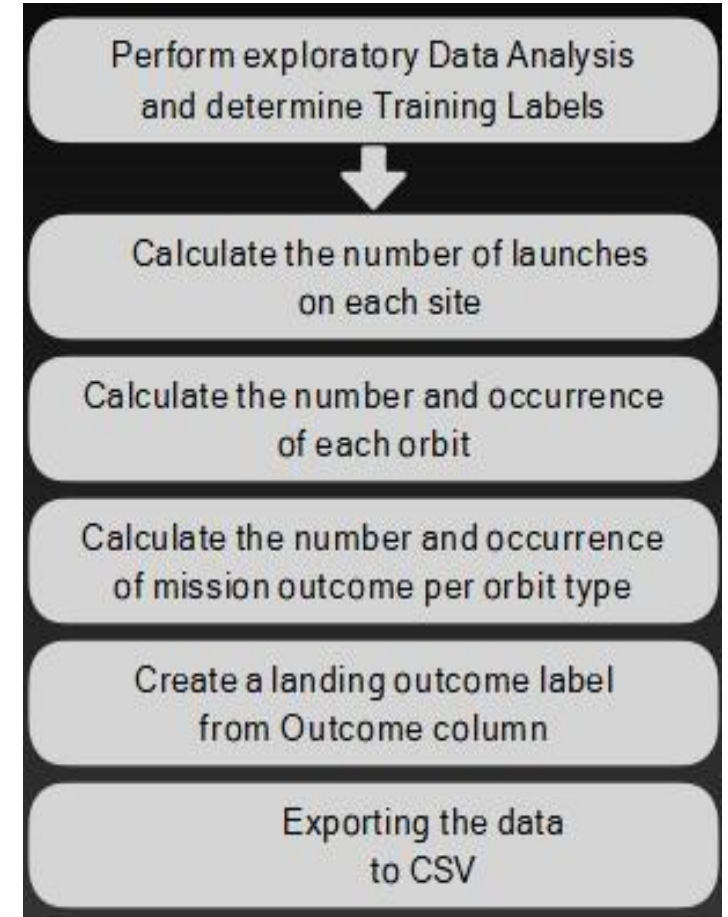 Perform exploratory Data Analysis
and determine Training Labels
Calculate the number of launches
on each site
Calculate the number and occurrence
of each orbit
Calculate the number and occurrence
of mission outcome per orbit type
Create a landing outcome label
from Outcome column
Exporting the data
to CSV